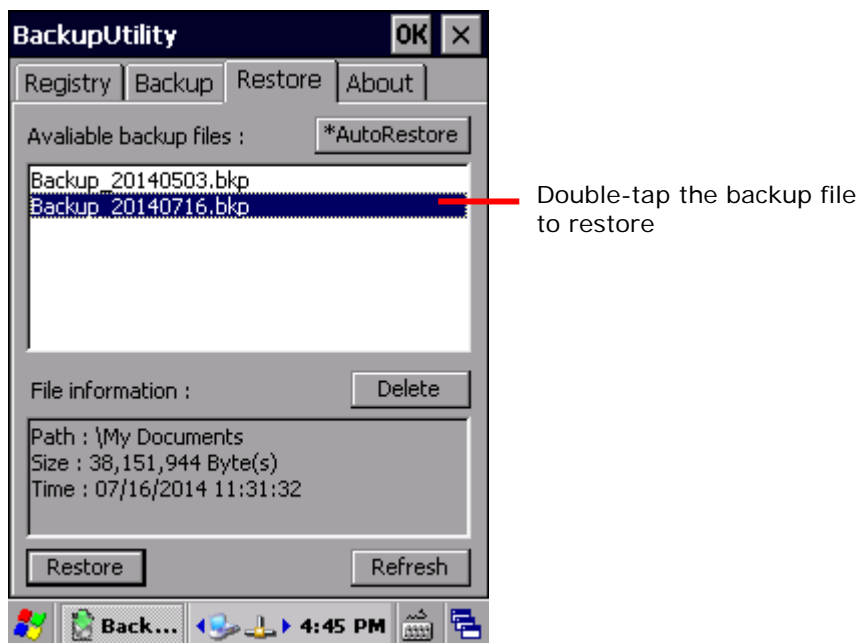 BackupUtility OK ×
Registry Backup Restore About
Avaliable backup files : *AutoRestore
Backup_20140503.bkp
Backup_20140716.bkp
Double-tap the backup file
to restore
File information : Delete
Path : \My Documents
Size : 38,151,944 Byte(s)
Time : 07/16/2014 11:31:32
Restore Refresh
Back... 4:45 PM